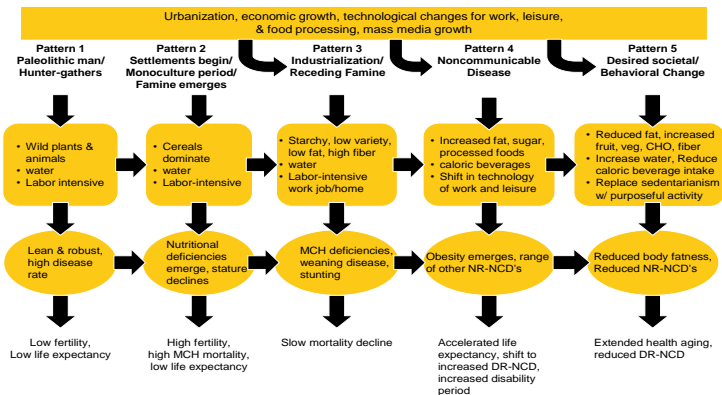 Urbanization, economic growth, technological changes for work, leisure,
& food processing, mass media growth
Pattern 1
Paleolithic man/
Hunter-gathers
Pattern 2
Settlements begin/
Monoculture period/
Famine emerges
Pattern 3
Industrialization/
Receding Famine
Pattern 4
Noncommunicable
Disease
Pattern 5
Desired societal/
Behavioral Change
• Wild plants &
animals
• water
• Labor intensive
• Cereals
dominate
• water
• Labor-intensive
• Starchy, low variety,
low fat, high fiber
• water
• Labor-intensive
work job/home
• Increased fat, sugar,
processed foods
• caloric beverages
• Shift in technology
of work and leisure
• Reduced fat, increased
fruit, veg, CHO, fiber
• Increase water, Reduce
caloric beverage intake
• Replace sedentarianism
w/ purposeful activity
Lean & robust,
high disease
rate
Nutritional
deficiencies
emerge, stature
declines
MCH deficiencies,
weaning disease,
stunting
Obesity emerges, range
of other NR-NCD's
Reduced body fatness,
Reduced NR-NCD's
Low fertility,
Low life expectancy
High fertility,
high MCH mortality,
low life expectancy
Slow mortality decline
Accelerated life
expectancy, shift to
increased DR-NCD,
increased disability
period
Extended health aging,
reduced DR-NCD